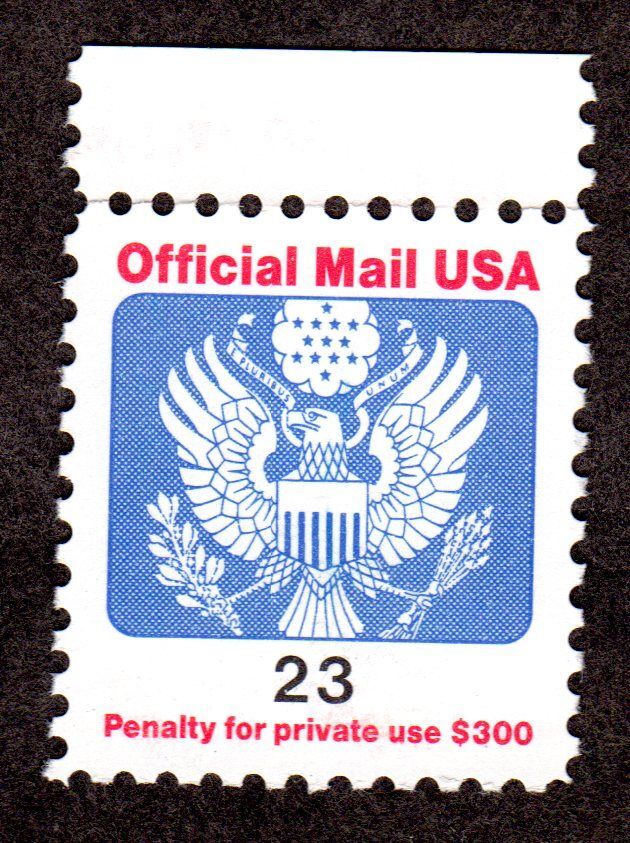 Official Mail USA
E PLURIBUS UNUM
23
Penalty for private use $300